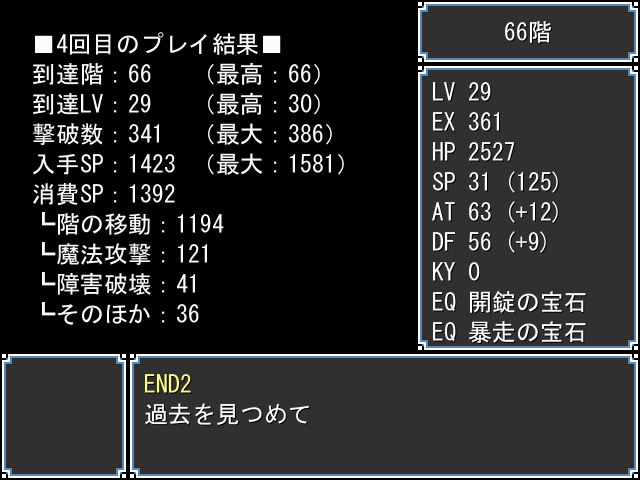 ■4回目のプレイ結果■
到達階：66　　（最高：66）
到達LV：29　　（最高：30）
撃破数：341　　（最大：386）
入手SP：1423　（最大：1581）
消費SP：1392
┗階の移動：1194
┗魔法攻撃：121
┗障害破壊：41
┗そのほか：36
66階
LV 29
EX 361
HP 2527
SP 31 (125)
AT 63 (+12)
DF 56 (+9)
KY 0
EQ 開錠の宝石
EQ 暴走の宝石
END2
過去を見つめて